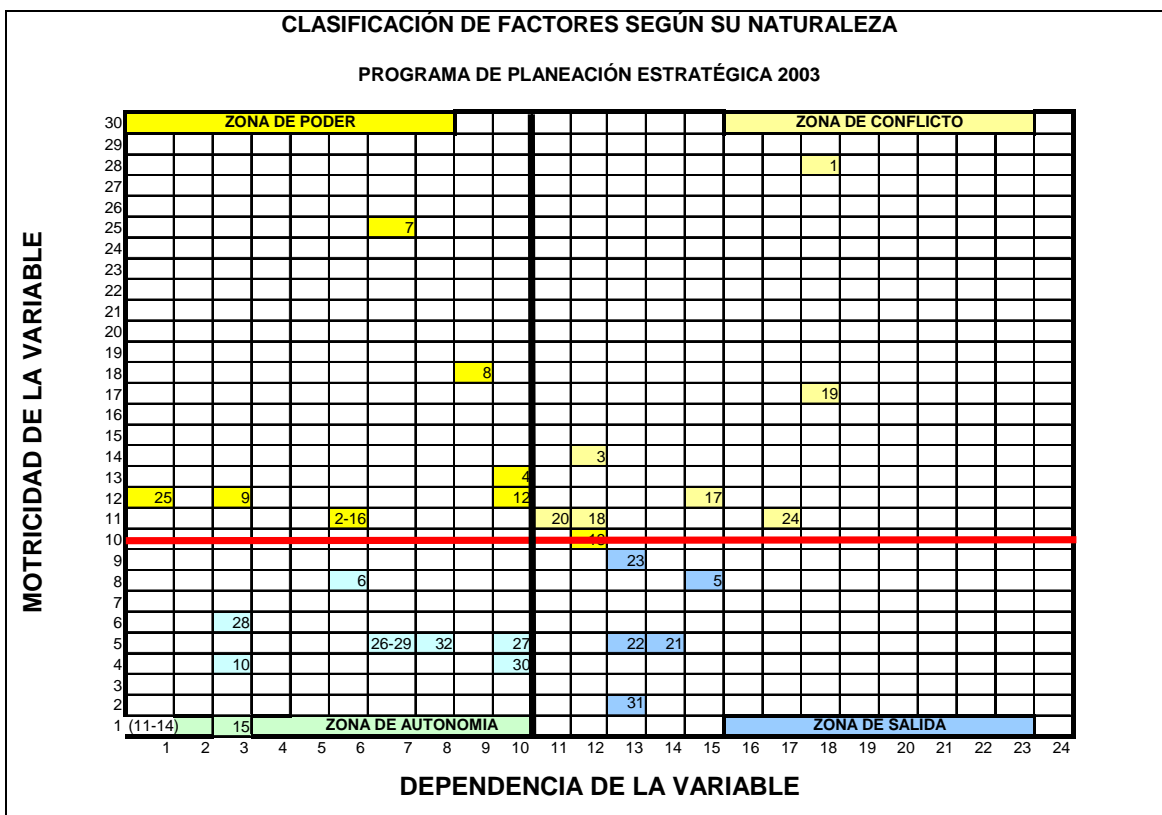 CLASIFICACIÓN DE FACTORES SEGÚN SU NATURALEZA
PROGRAMA DE PLANEACIÓN ESTRATÉGICA 2003
MOTRICIDAD DE LA VARIABLE
30 ZONA DE PODER ZONA DE CONFLICTO
29
28 1
27
26
25 7
24
23
22
21
20
19
18 8
17 19
16
15
14 3
13 4
12 25 9 12 17
11 2-16 20 18 24
10
9 23
8 6 5
7
6 28
5 26-29 32 27 22 21
4 10 30
3
2 31
1 (11-14) 15 ZONA DE AUTONOMIA ZONA DE SALIDA
1 2 3 4 5 6 7 8 9 10 11 12 13 14 15 16 17 18 19 20 21 22 23 24
DEPENDENCIA DE LA VARIABLE